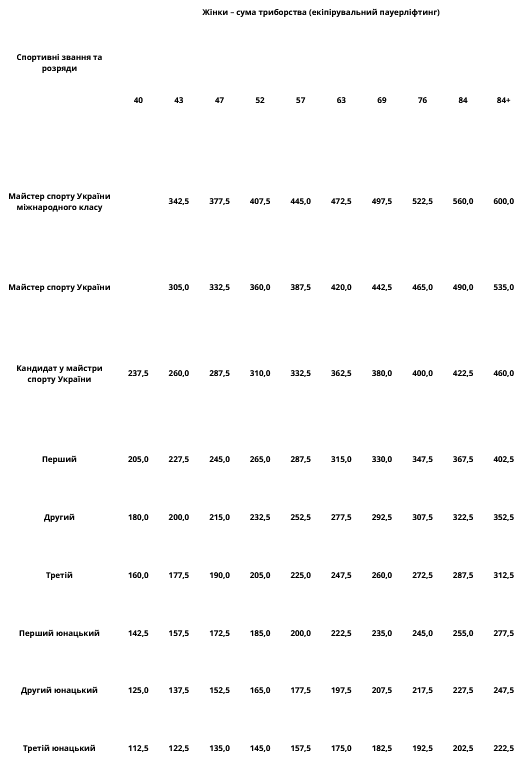 Жінки – сума триборства (екіпірувальний пауерліфтинг)
Спортивні звання та
розряди
40 43 47 52 57 63 69 76 84 84+
Майстер спорту України
міжнародного класу
342,5 377,5 407,5 445,0 472,5 497,5 522,5 560,0 600,0
Майстер спорту України 305,0 332,5 360,0 387,5 420,0 442,5 465,0 490,0 535,0
Кандидат у майстри
спорту України
237,5 260,0 287,5 310,0 332,5 362,5 380,0 400,0 422,5 460,0
Перший 205,0 227,5 245,0 265,0 287,5 315,0 330,0 347,5 367,5 402,5
Другий 180,0 200,0 215,0 232,5 252,5 277,5 292,5 307,5 322,5 352,5
Третій 160,0 177,5 190,0 205,0 225,0 247,5 260,0 272,5 287,5 312,5
Перший юнацький 142,5 157,5 172,5 185,0 200,0 222,5 235,0 245,0 255,0 277,5
Другий юнацький 125,0 137,5 152,5 165,0 177,5 197,5 207,5 217,5 227,5 247,5
Третій юнацький 112,5 122,5 135,0 145,0 157,5 175,0 182,5 192,5 202,5 222,5